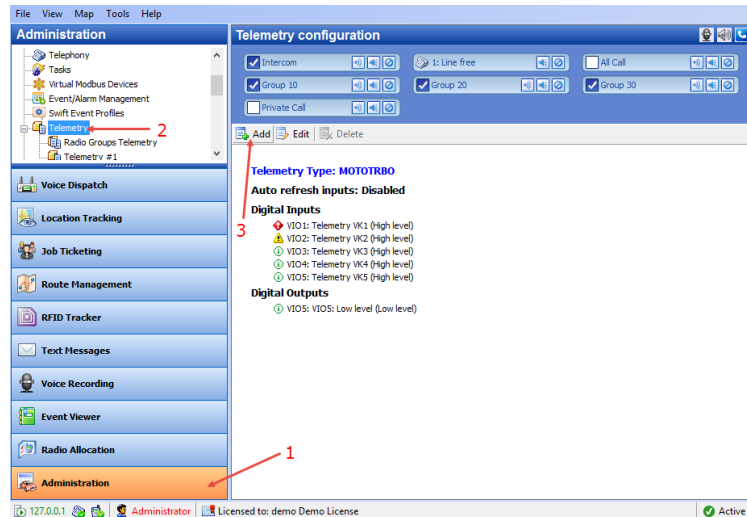 File View Map Tools Help
Administration
Telephony
Tasks
Virtual Modbus Devices
Event/Alarm Management
Swift Event Profiles
Telemetry
2
Radio Groups Telemetry
Telemetry #1
Voice Dispatch
Location Tracking
Job Ticketing
Route Management
RFID Tracker
Text Messages
Voice Recording
Event Viewer
Radio Allocation
Administration
1
Telemetry configuration
Intercom 1: Line free All Call
Group 10 Group 20 Group 30
Private Call
Add Edit Delete
3
Telemetry Type: MOTOTRBO
Auto refresh inputs: Disabled
Digital Inputs
VIO1: Telemetry VK1 (High level)
VIO2: Telemetry VK2 (High level)
VIO3: Telemetry VK3 (High level)
VIO4: Telemetry VK4 (High level)
VIO5: Telemetry VK5 (High level)
Digital Outputs
VIO5: VIO5: Low level (Low level)
127.0.0.1 Administrator Licensed to: demo Demo License Active